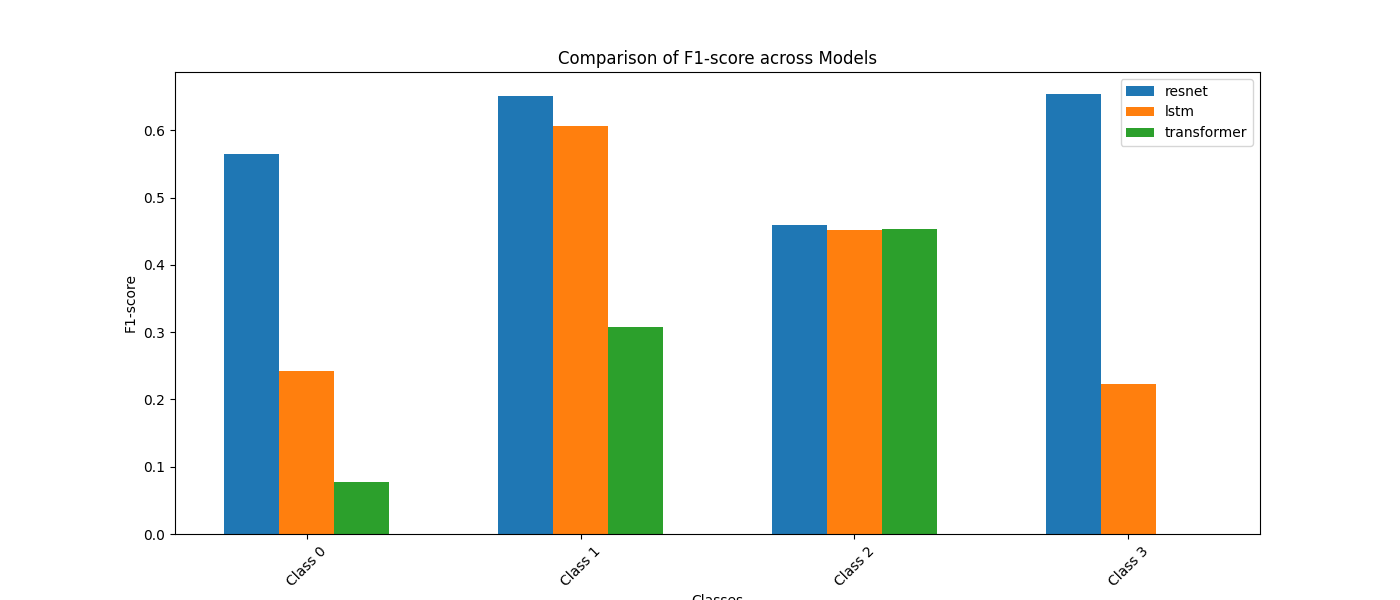 Comparison of F1-score across Models
resnet
lstm
transformer
F1-score
0.6
0.5
0.4
0.3
0.2
0.1
0.0
Class 0
Class 1
Class 2
Class 3
Classes